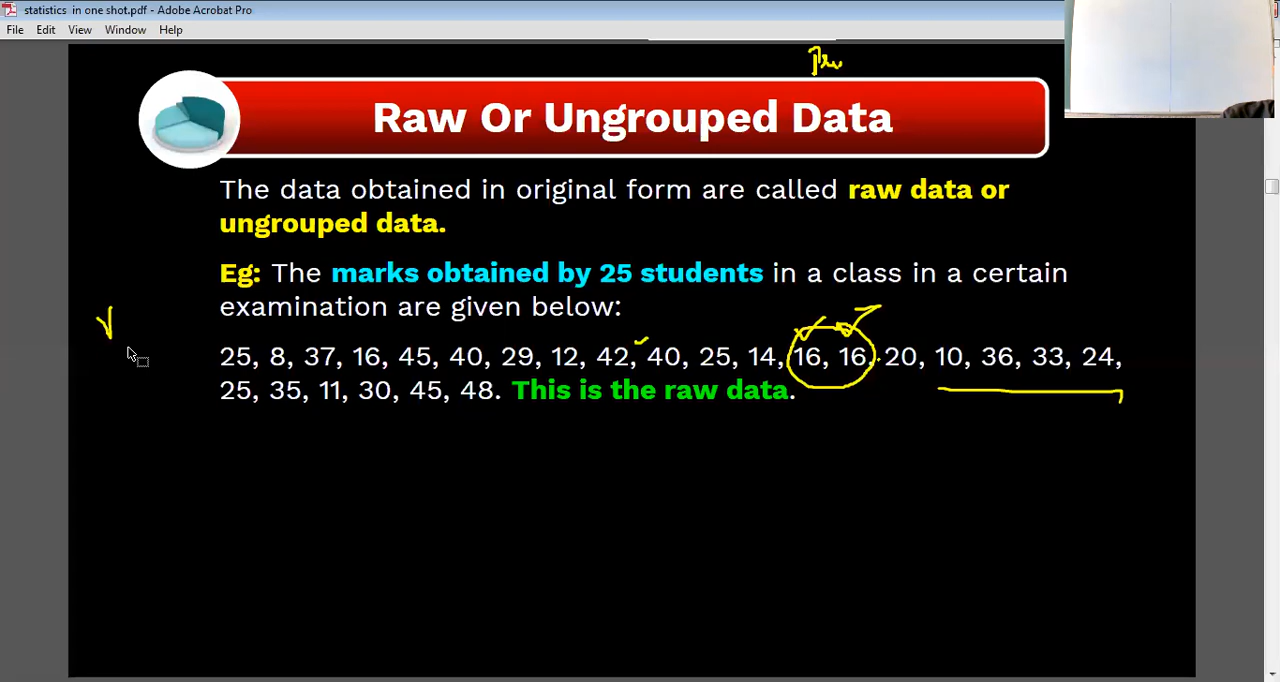 statistics in one shot.pdf - Adobe Acrobat Pro
File Edit View Window Help
Raw Or Ungrouped Data
The data obtained in original form are called raw data or
ungrouped data.
Eg: The marks obtained by 25 students in a class in a certain
examination are given below:
25, 8, 37, 16, 45, 40, 29, 12, 42, 40, 25, 14, 16, 16, 20, 10, 36, 33, 24,
25, 35, 11, 30, 45, 48. This is the raw data.